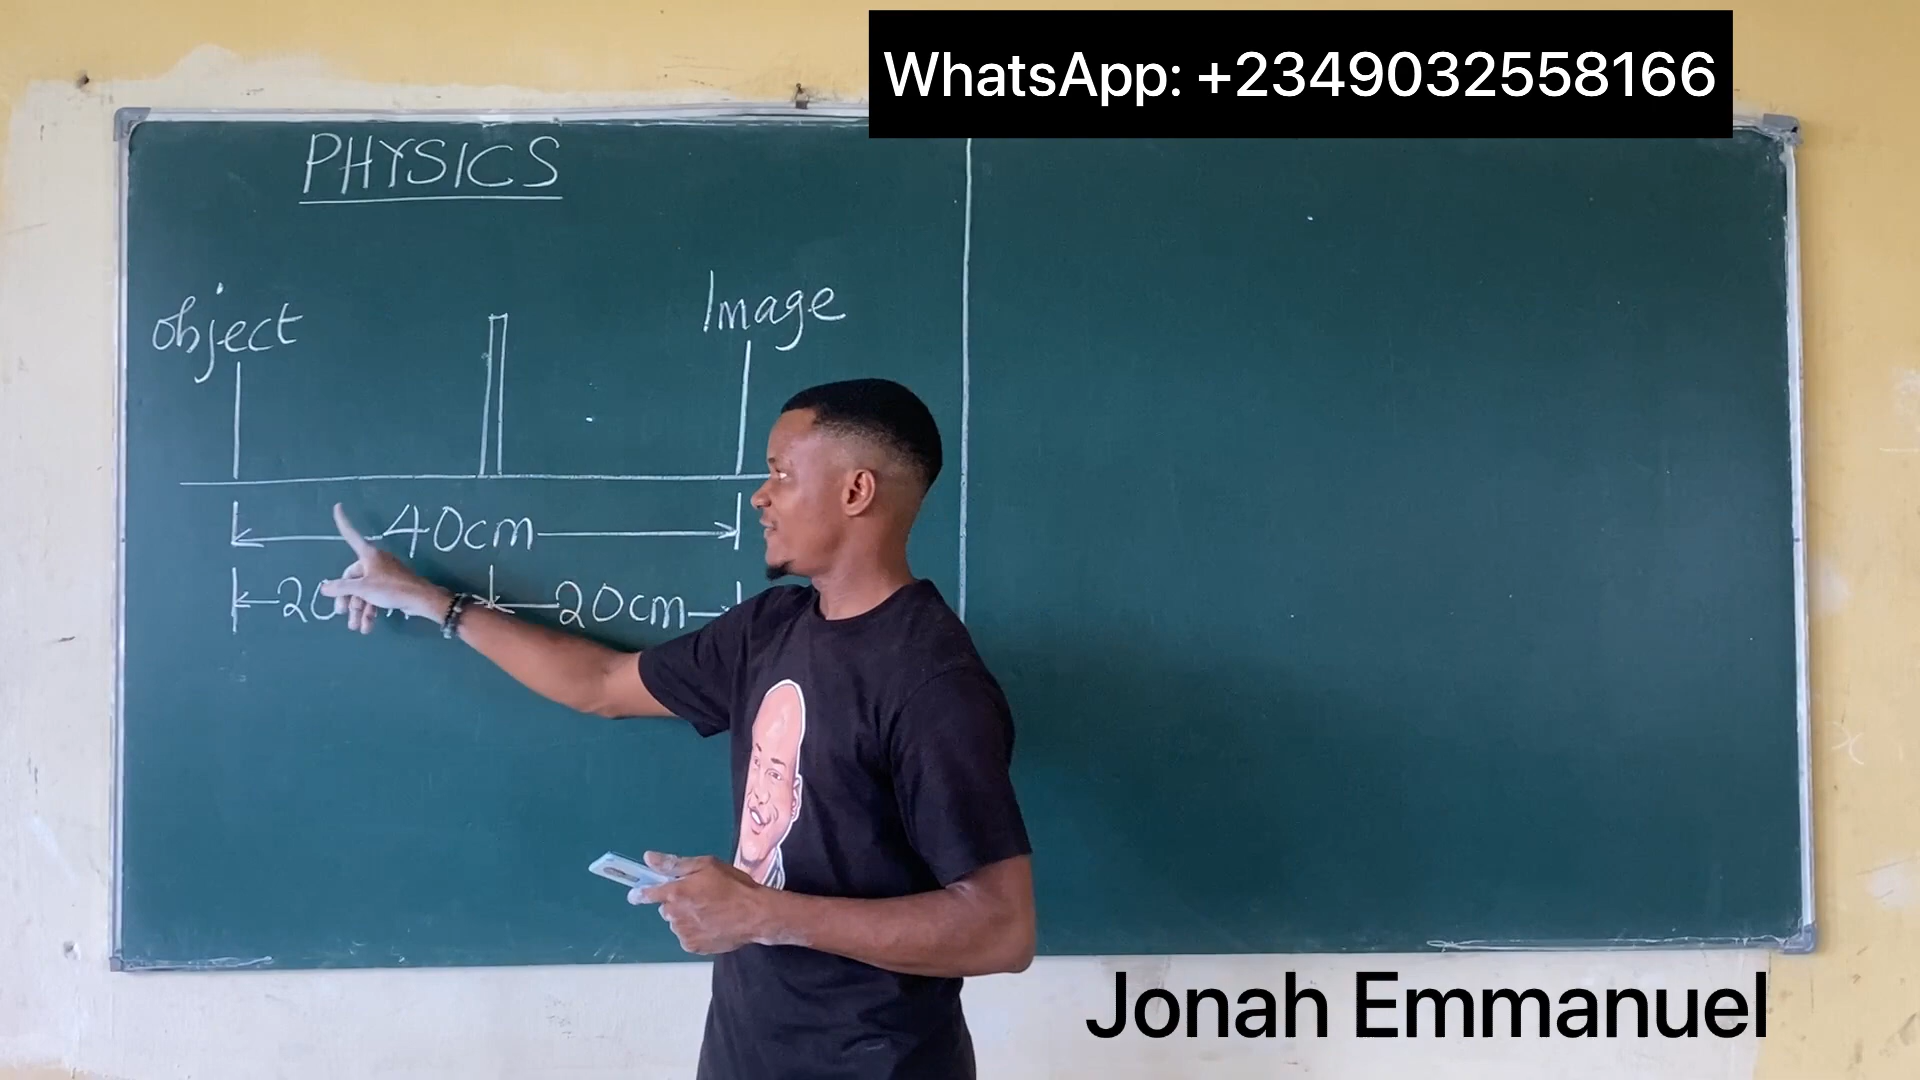 WhatsApp: +2349032558166
PHYSICS
object
Image
40cm
20cm
Jonah Emmanuel